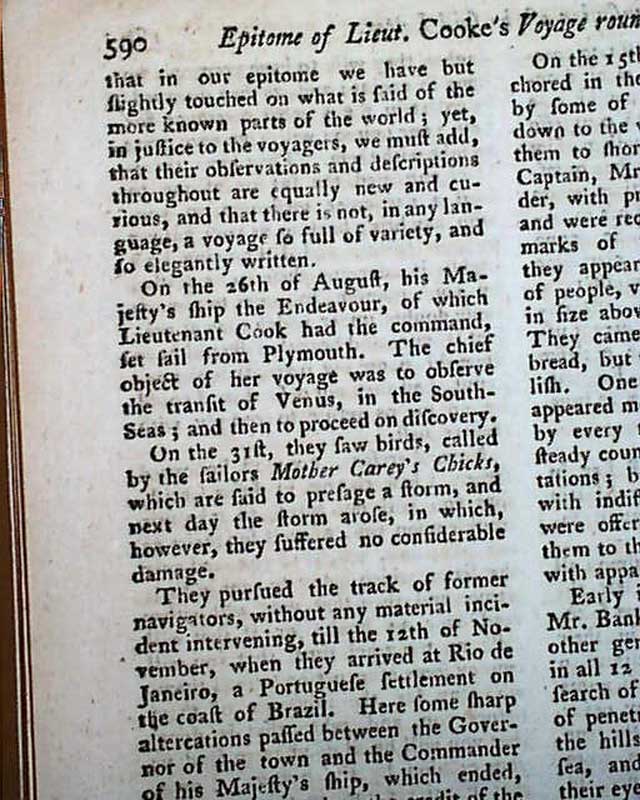 590
Epitome of Lieut. Cooke's Voyage roun
that in our epitome we have but
ſlightly touched on what is ſaid of the
more known parts of the world; yet,
in juſtice to the voyagers, we muſt add,
that their obſervations and deſcriptions
throughout are equally new and cu-
rious, and that there is not, in any lan-
guage, a voyage ſo full of variety, and
ſo elegantly written.
On the 26th of Auguſt, his Ma-
jeſty's ſhip the Endeavour, of which
Lieutenant Cook had the command,
ſet ſail from Plymouth. The chief
object of her voyage was to obſerve
the tranſit of Venus, in the South-
Seas; and then to proceed on diſcovery.
On the 31ſt, they ſaw birds, called
by the ſailors Mother Carey's Chicks,
which are ſaid to preſage a ſtorm, and
next day the ſtorm aroſe, in which,
however, they ſuffered no conſiderable
damage.
They purſued the track of former
navigators, without any material inci-
dent intervening, till the 12th of No-
vember, when they arrived at Rio de
Janeiro, a Portugueſe ſettlement on
the coaſt of Brazil. Here ſome ſharp
altercations paſſed between the Gover-
nor of the town and the Commander
of his Majeſty's ſhip, which ended,
credit of the
On the 15th
chored in the
by ſome of
down to the
them to ſhor
Captain, Mr
der, with
and were rec
marks of
they appear
of people,
in ſize abov
They came
bread, but
liſh. One
appeared m
by every
ſteady coun
tations; b
with indif
were offer
them to th
with appa
Early i
Mr. Bank
other gen
in all 12
ſearch of
of penetr
the hills
ſea, and
their eye